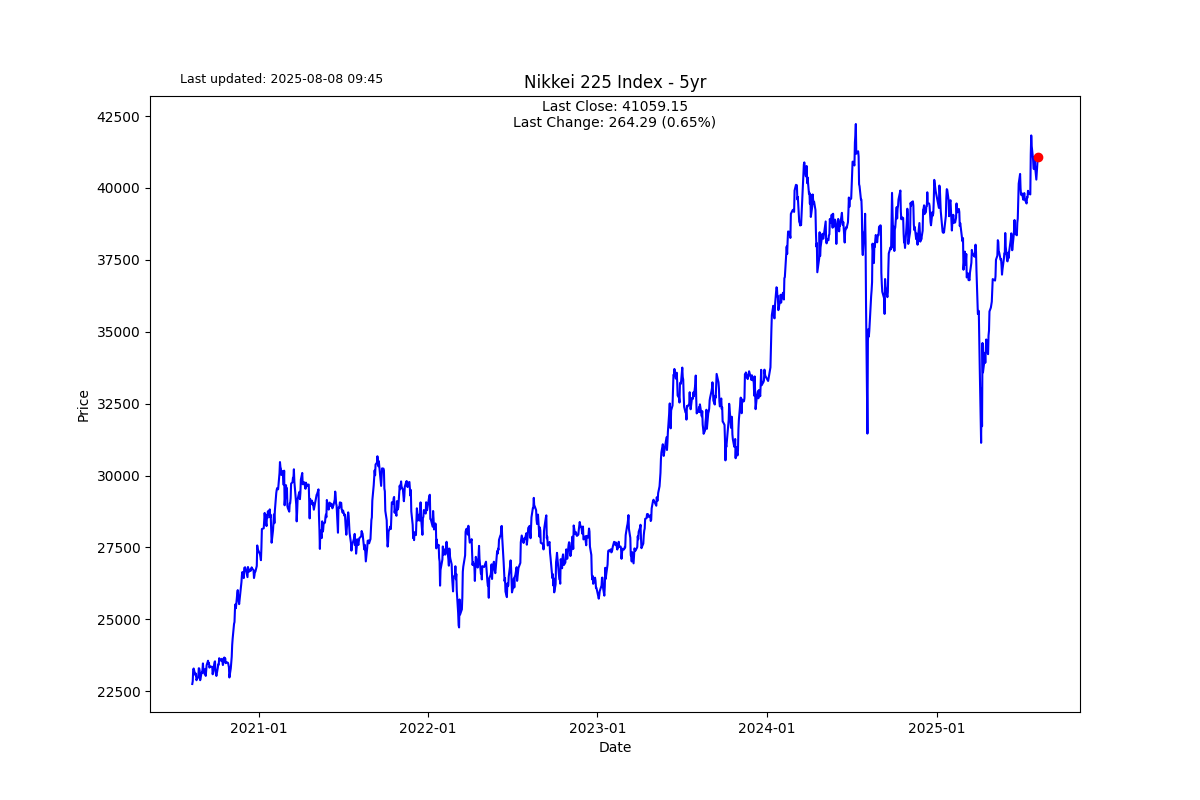 Last updated: 2025-08-08 09:45
Nikkei 225 Index - 5yr
Last Close: 41059.15
Last Change: 264.29 (0.65%)
42500
40000
37500
35000
32500
30000
27500
25000
22500
Price
2021-01
2022-01
2023-01
2024-01
2025-01
Date